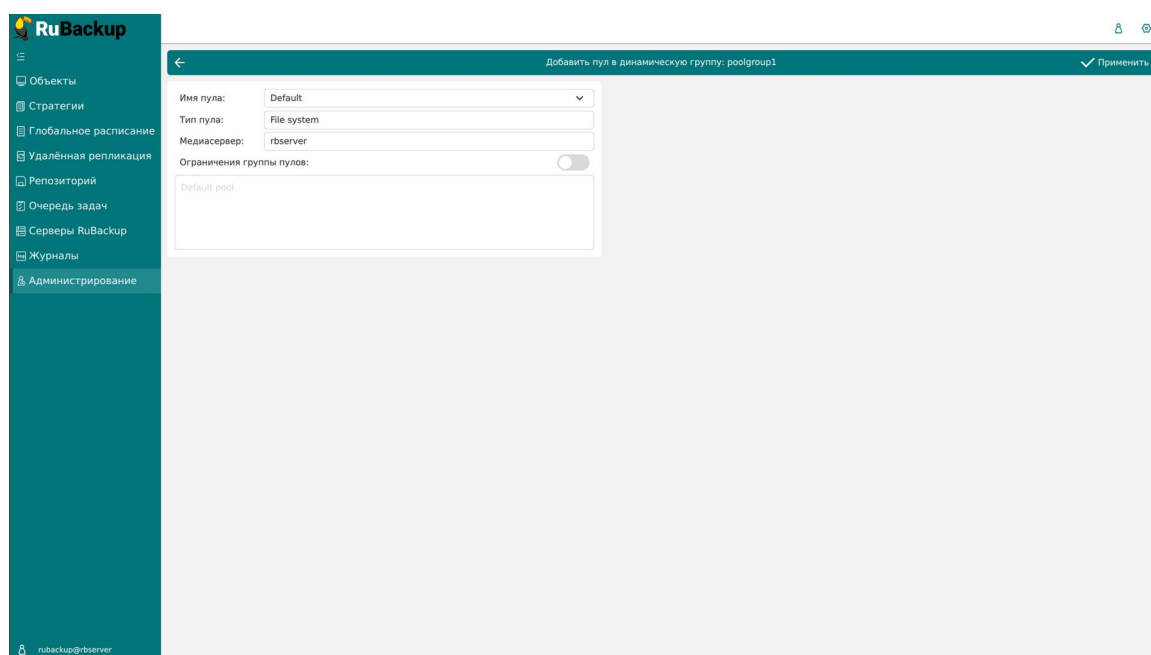 RuBackup
Добавить пул в динамическую группу: poolgroup1
Применить
Объекты
Стратегии
Глобальное расписание
Удалённая репликация
Репозиторий
Очередь задач
Серверы RuBackup
Журналы
Администрирование
Имя пула: Default
Тип пула: File system
Медиасервер: rbserver
Ограничения группы пулов:
Default pool
rubackup@rbserver